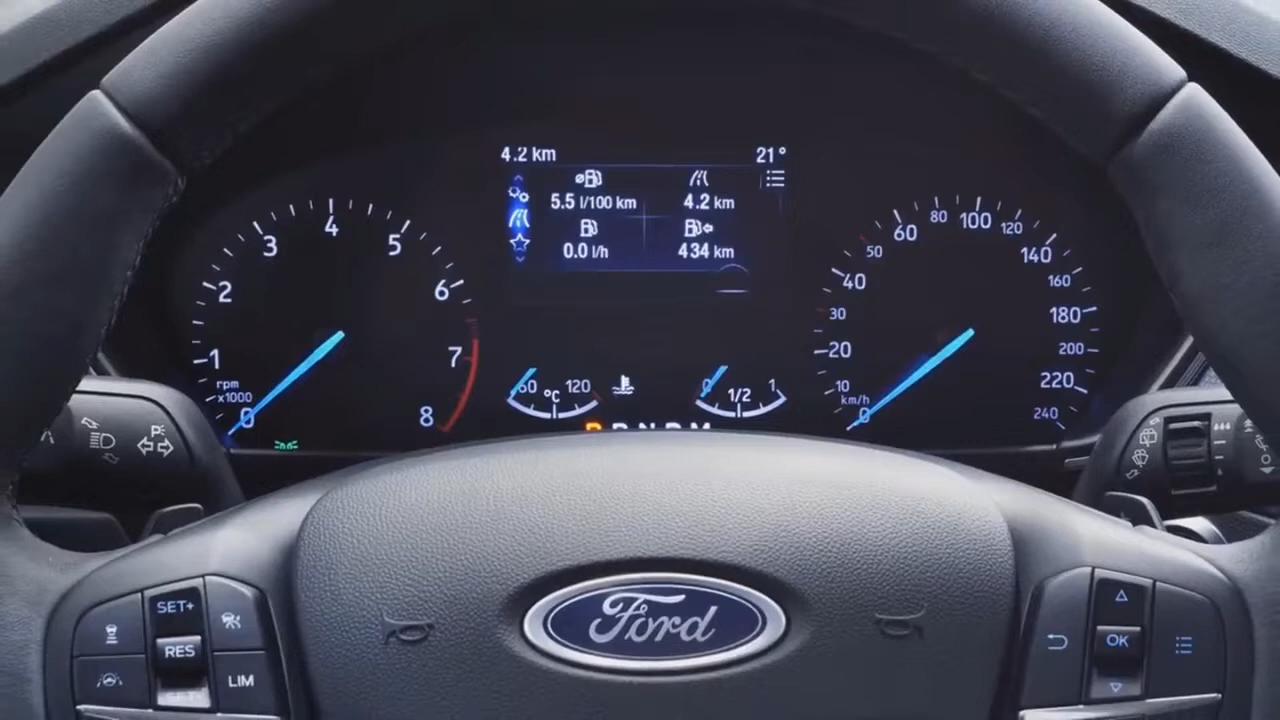 4.2 km 21°
5.5 l/100 km 4.2 km
0.0 l/h 434 km
0 1 2 3 4 5 6 7 8
rpm
x1000
60 °C 120
0 1/2 1
0 10 20 30 40 50 60 80 100 120 140 160 180 200 220 240
km/h
R N D M
P
SET+
RES
LIM
Ford
OK